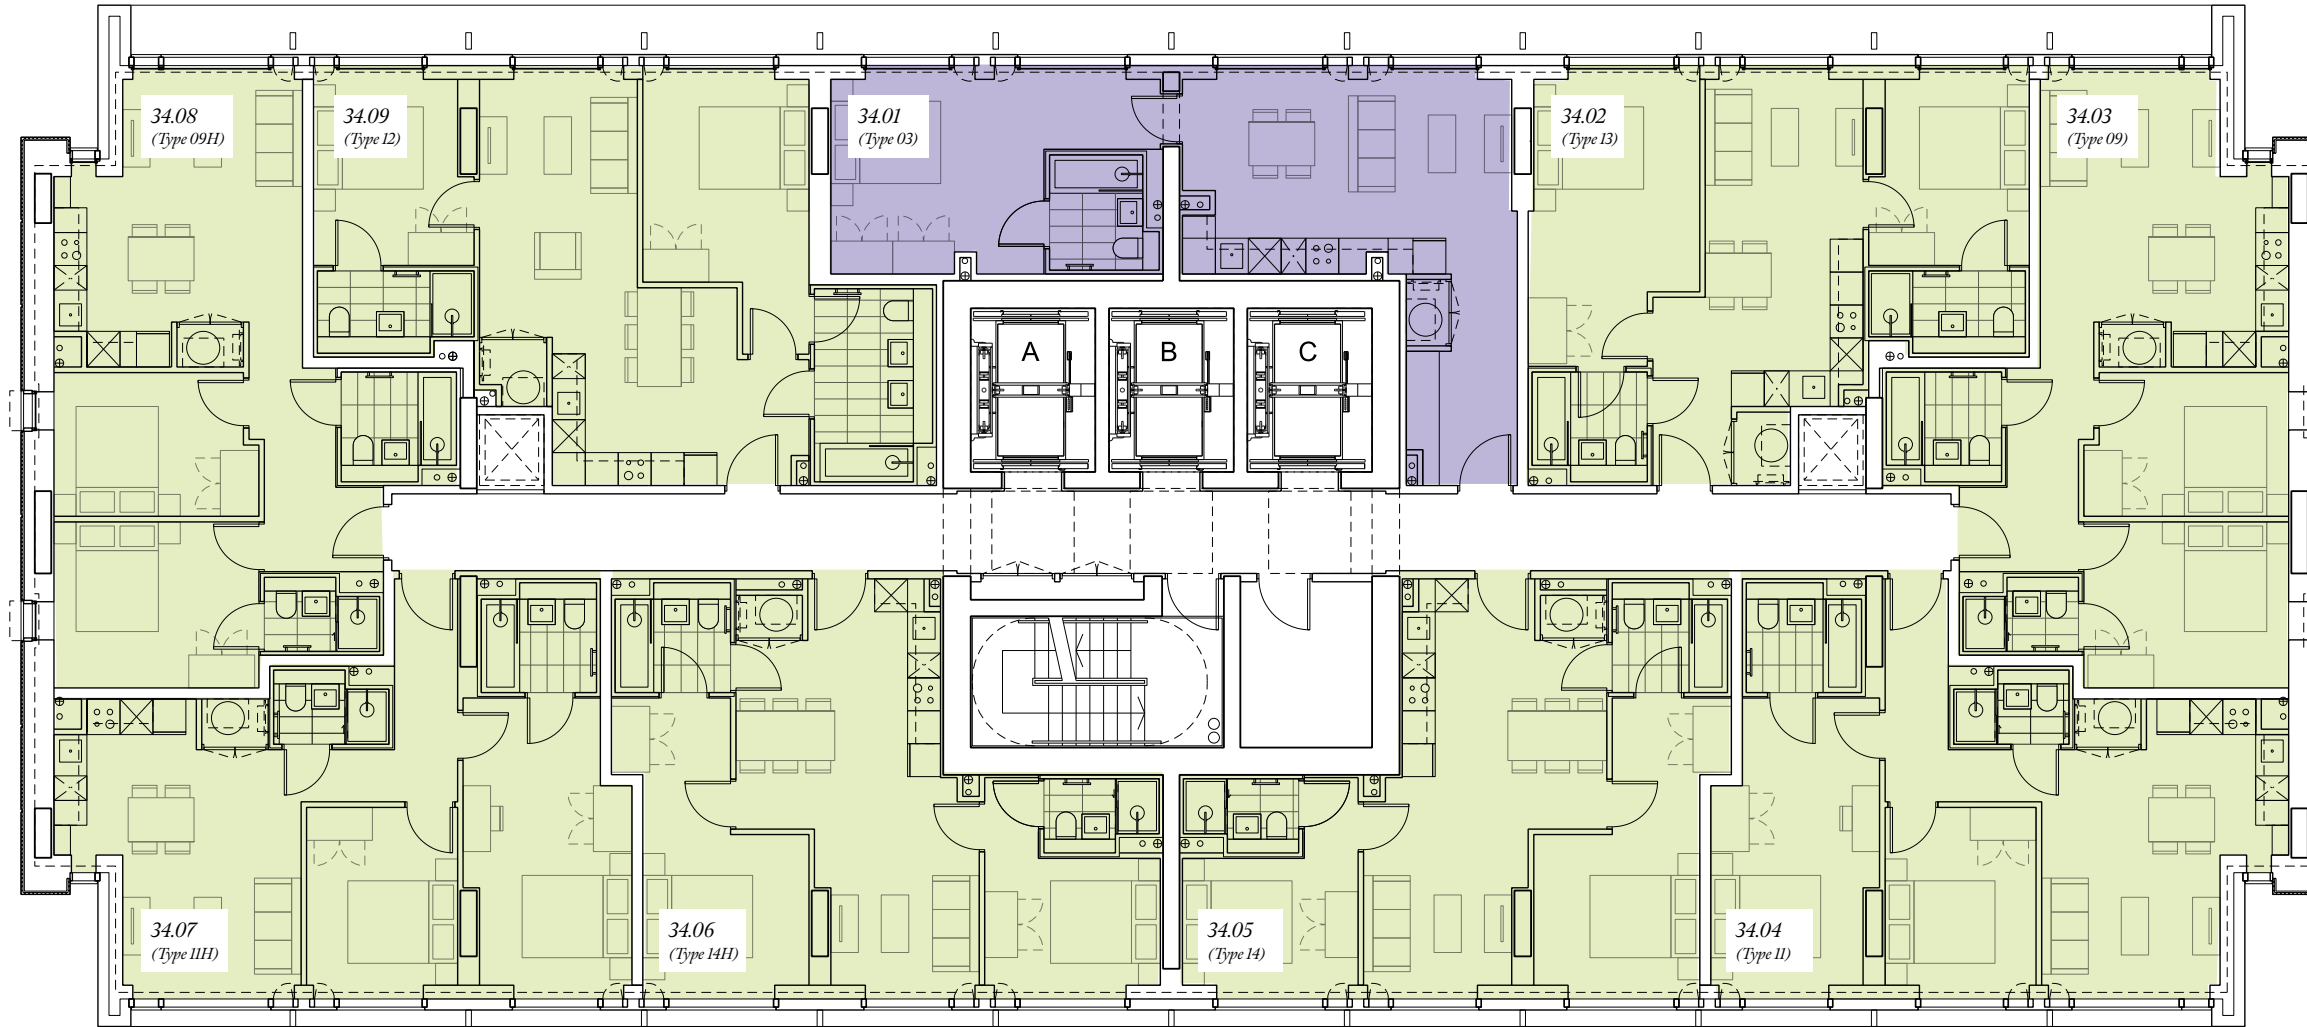 34.08
(Type 09H)
34.09
(Type 12)
34.01
(Type 03)
34.02
(Type 13)
34.03
(Type 09)
A
B
C
34.07
(Type 11H)
34.06
(Type 14H)
34.05
(Type 14)
34.04
(Type 11)